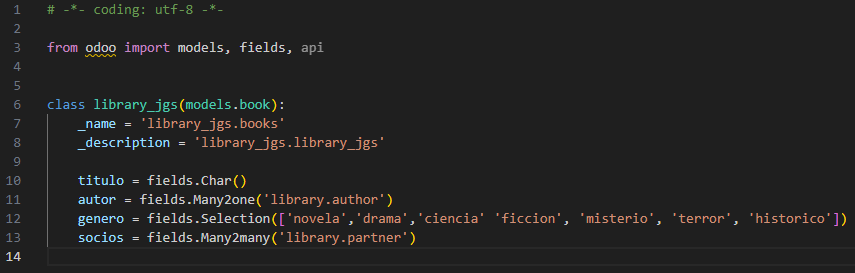 1 # -*- coding: utf-8 -*-
2
3 from odoo import models, fields, api
4
5
6 class library_jgs(models.book):
7 _name = 'library_jgs.books'
8 _description = 'library_jgs.library_jgs'
9
10 titulo = fields.Char()
11 autor = fields.Many2one('library.author')
12 genero = fields.Selection(['novela','drama','ciencia' 'ficcion', 'misterio', 'terror', 'historico'])
13 socios = fields.Many2many('library.partner')
14